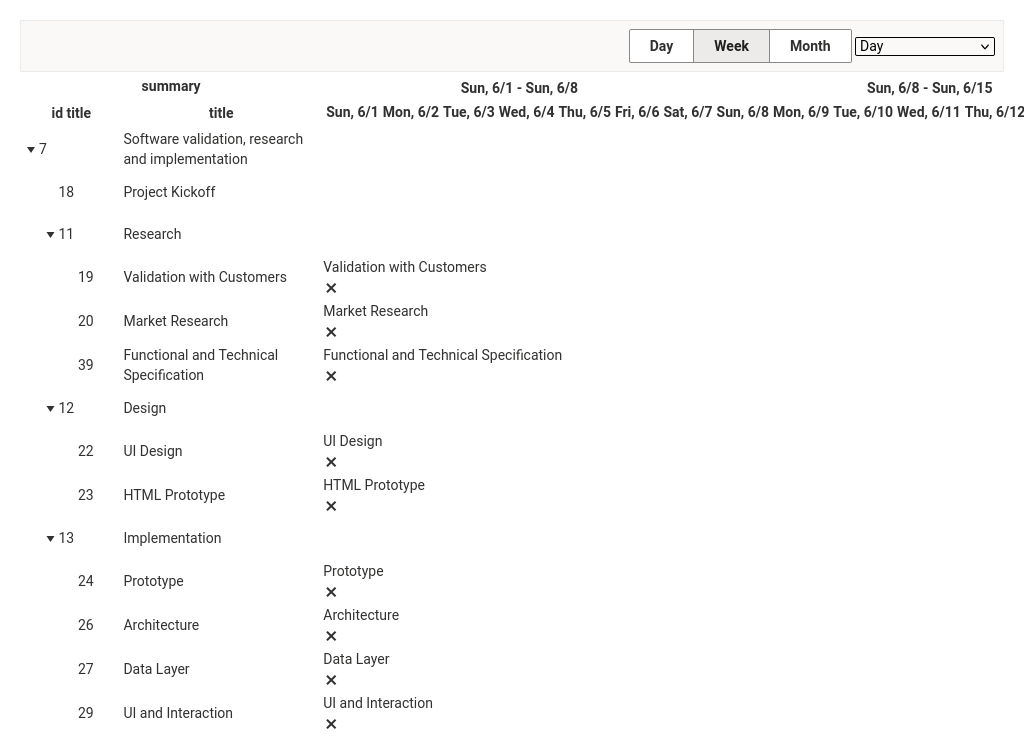 Day Week Month Day
summary Sun, 6/1 - Sun, 6/8 Sun, 6/8 - Sun, 6/15
id title title Sun, 6/1 Mon, 6/2 Tue, 6/3 Wed, 6/4 Thu, 6/5 Fri, 6/6 Sat, 6/7 Sun, 6/8 Mon, 6/9 Tue, 6/10 Wed, 6/11 Thu, 6/12
7 Software validation, research
and implementation
18 Project Kickoff
11 Research
19 Validation with Customers Validation with Customers
20 Market Research Market Research
39 Functional and Technical Specification Functional and Technical Specification
12 Design
22 UI Design UI Design
23 HTML Prototype HTML Prototype
13 Implementation
24 Prototype Prototype
26 Architecture Architecture
27 Data Layer Data Layer
29 UI and Interaction UI and Interaction